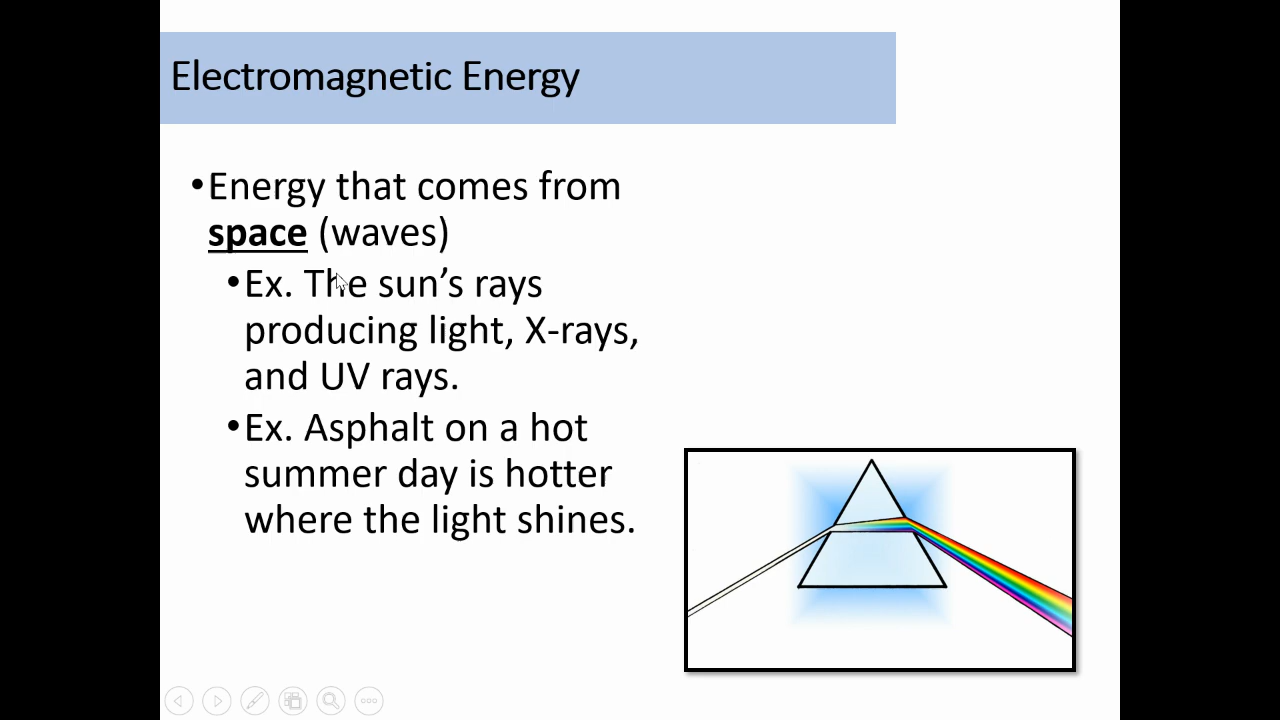 Electromagnetic Energy
•Energy that comes from
space (waves)
•Ex. The sun’s rays
producing light, X-rays,
and UV rays.
•Ex. Asphalt on a hot
summer day is hotter
where the light shines.